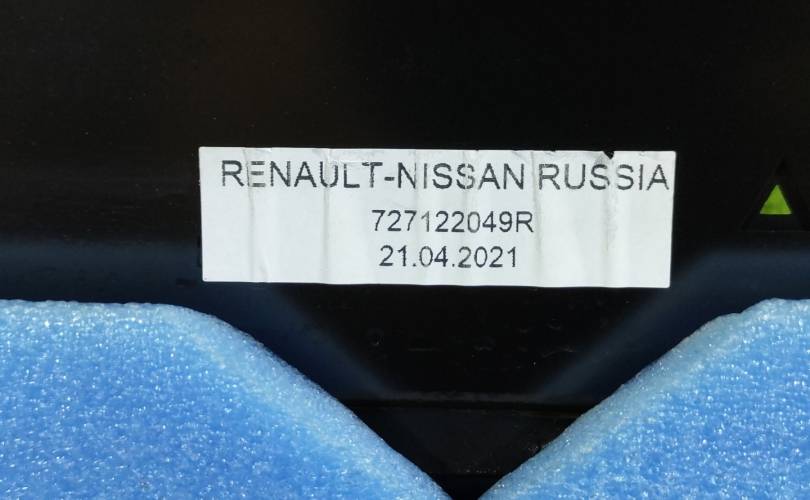 RENAULT-NISSAN RUSSIA
727122049R
21.04.2021